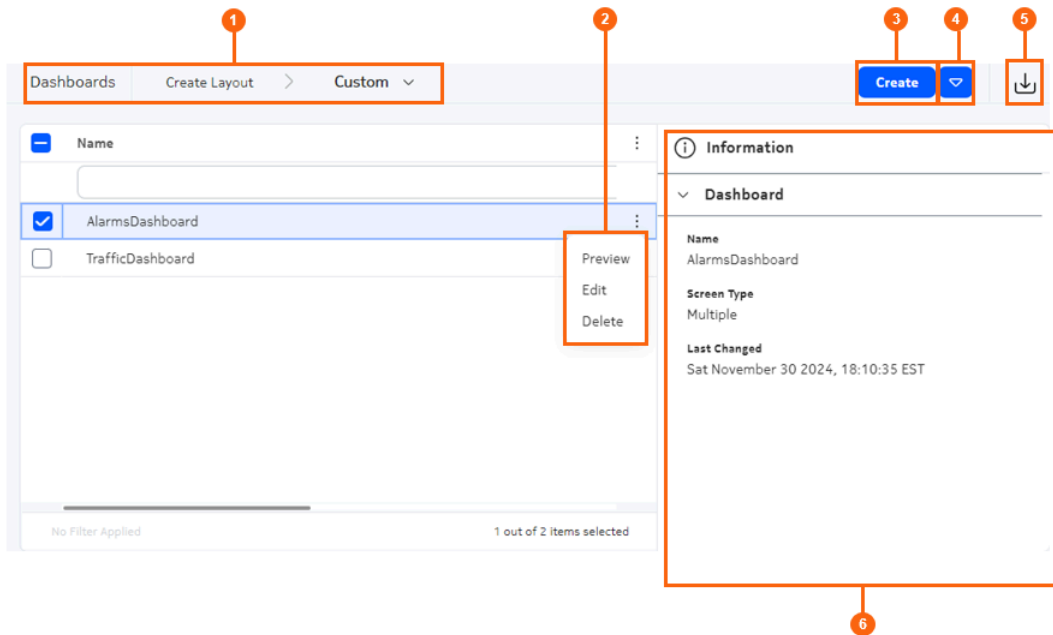 1
2
3
4
5
Dashboards
Create Layout
Custom
Create
Name
Information
Dashboard
AlarmsDashboard
TrafficDashboard
Preview
Edit
Delete
Name
AlarmsDashboard
Screen Type
Multiple
Last Changed
Sat November 30 2024, 18:10:35 EST
No Filter Applied
1 out of 2 items selected
6